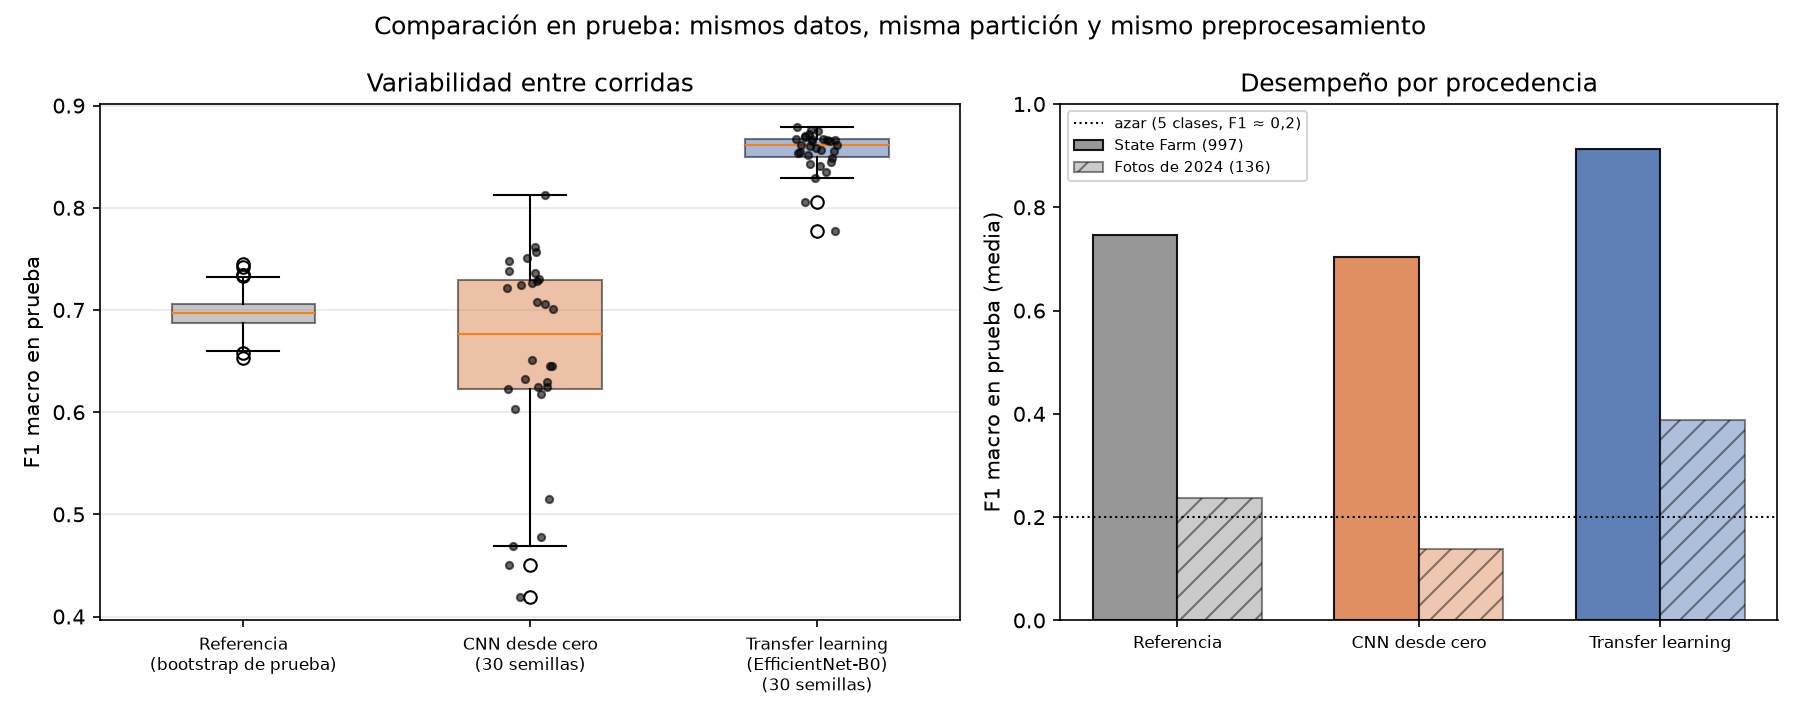 Comparación en prueba: mismos datos, misma partición y mismo preprocesamiento
Variabilidad entre corridas
F1 macro en prueba
0.9
0.8
0.7
0.6
0.5
0.4
Referencia
(bootstrap de prueba)
CNN desde cero
(30 semillas)
Transfer learning
(EfficientNet-B0)
(30 semillas)
Desempeño por procedencia
F1 macro en prueba (media)
1.0
0.8
0.6
0.4
0.2
0.0
azar (5 clases, F1 ≈ 0,2)
State Farm (997)
Fotos de 2024 (136)
Referencia
CNN desde cero
Transfer learning